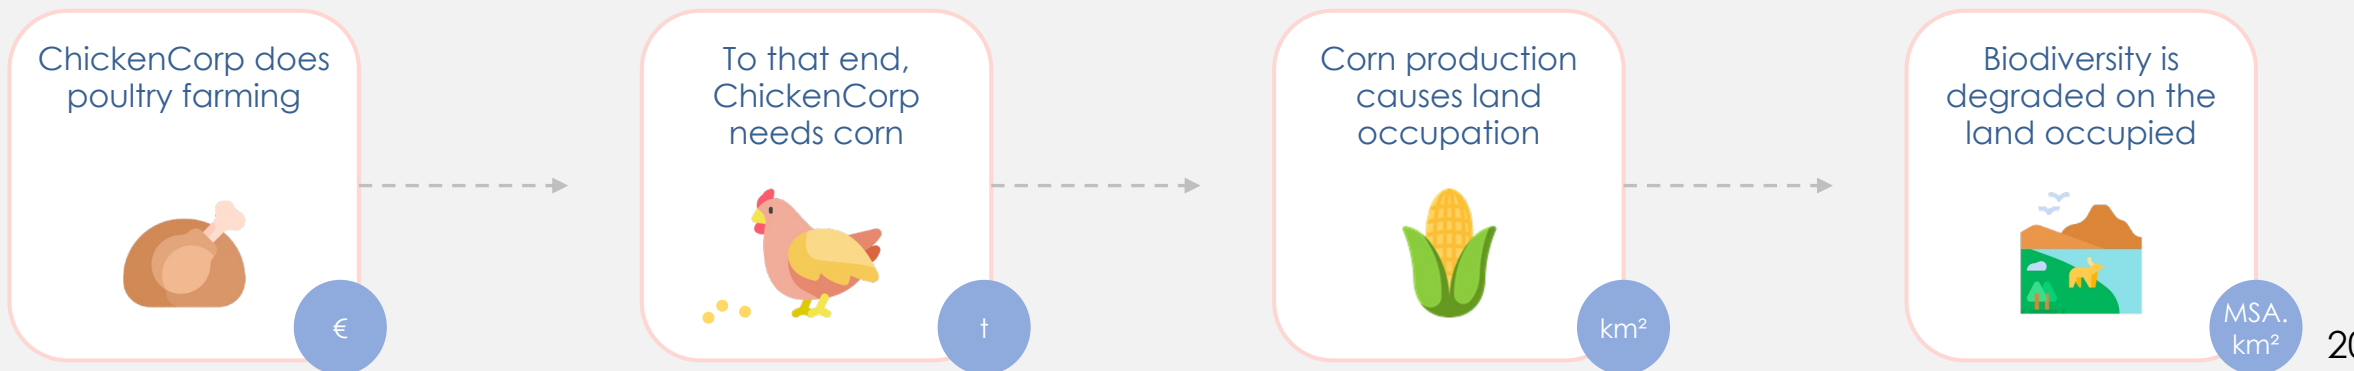 ChickenCorp does
poultry farming
€
To that end,
ChickenCorp
needs corn
t
Corn production
causes land
occupation
km²
Biodiversity is
degraded on the
land occupied
MSA.
km²